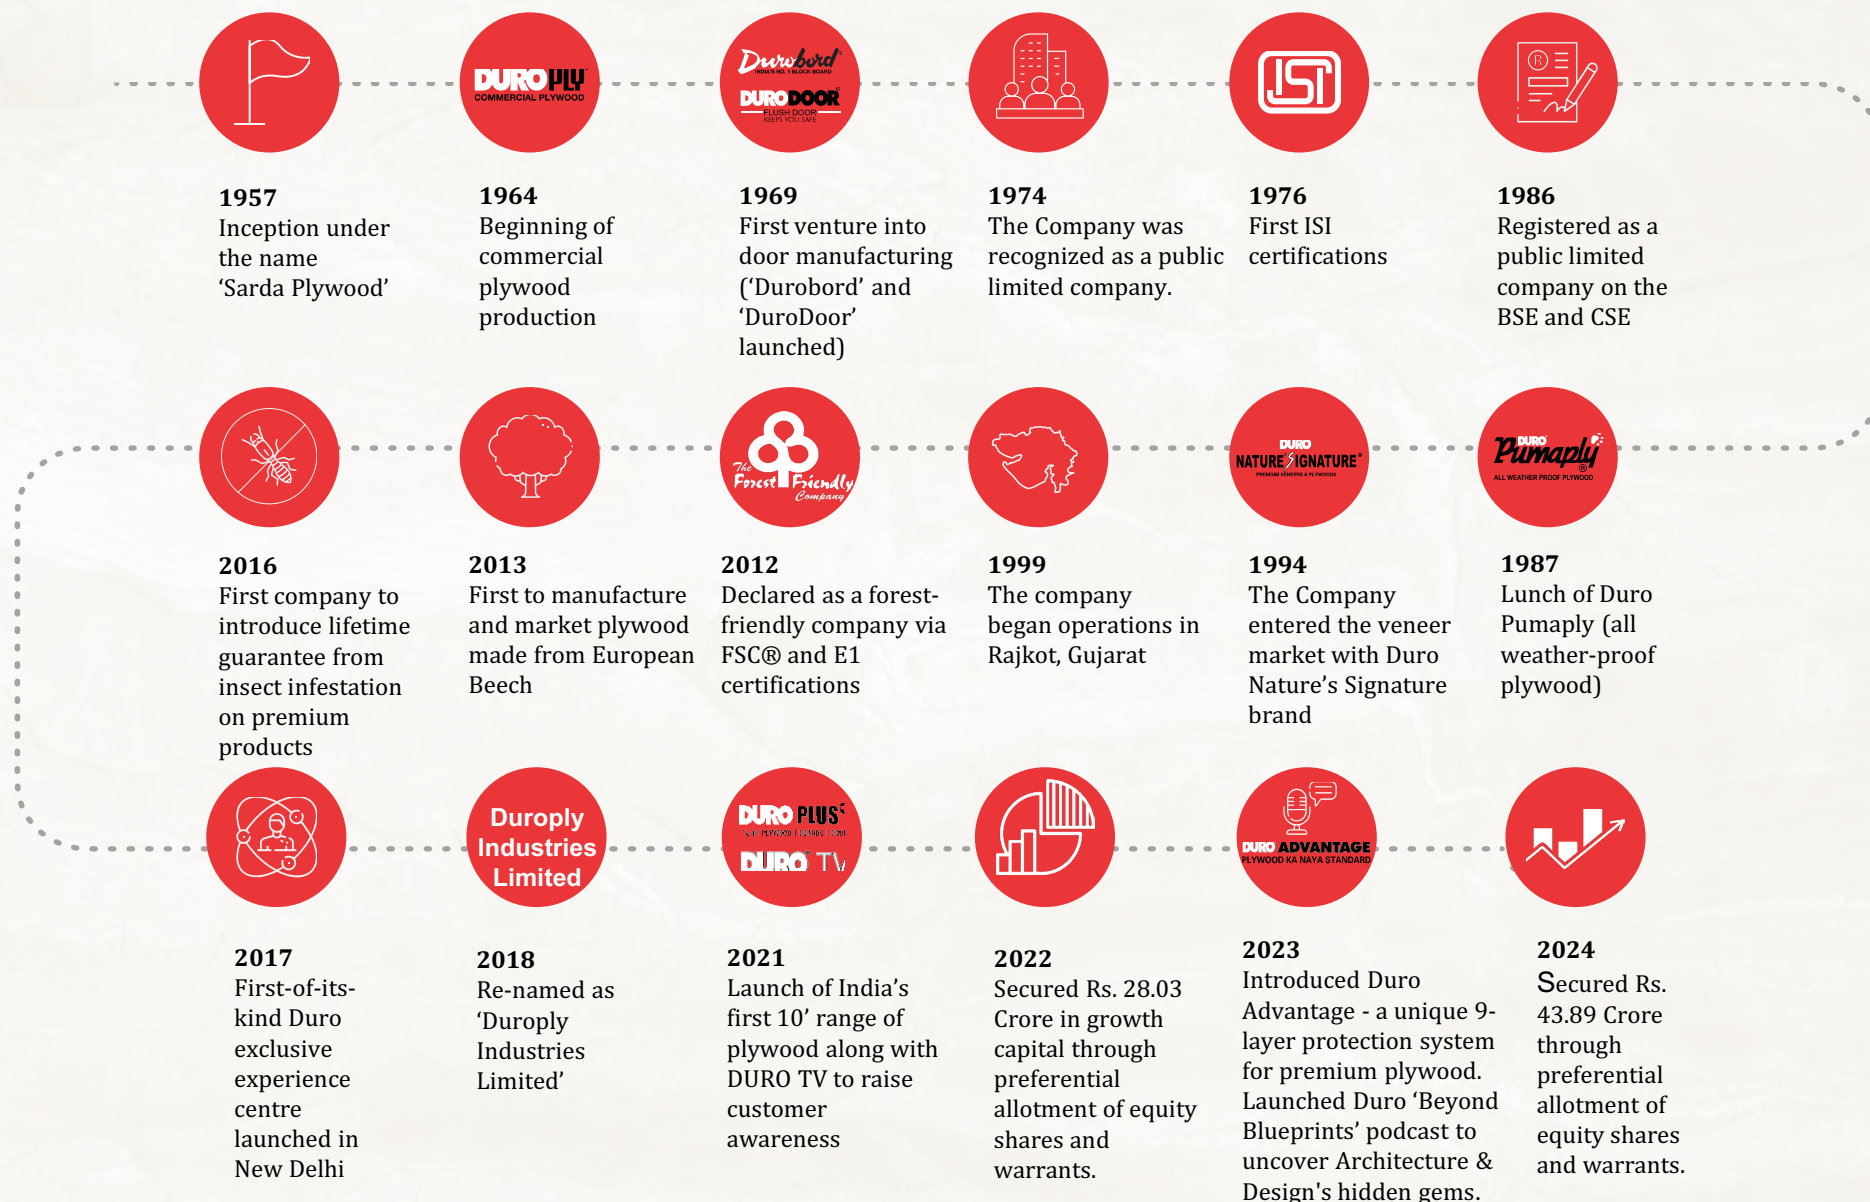 DUROPLY
COMMERCIAL PLYWOOD
Durobord
INDIA'S NO. 1 BLOCK BOARD
DURODOOR
FLUSH DOOR
KEEPS YOU SAFE
ISI
R
1957
Inception under
the name
‘Sarda Plywood’
1964
Beginning of
commercial
plywood
production
1969
First venture into
door manufacturing
(‘Durobord’ and
‘DuroDoor’
launched)
1974
The Company was
recognized as a public
limited company.
1976
First ISI
certifications
1986
Registered as a
public limited
company on the
BSE and CSE
The
Forest Friendly
Company
DURO
NATURE'S SIGNATURE®
PREMIUM VENEERS & PLYWOODS
DURO
Pumaply
®
ALL WEATHER PROOF PLYWOOD
2016
First company to
introduce lifetime
guarantee from
insect infestation
on premium
products
2013
First to manufacture
and market plywood
made from European
Beech
2012
Declared as a forest-
friendly company via
FSC® and E1
certifications
1999
The company
began operations in
Rajkot, Gujarat
1994
The Company
entered the veneer
market with Duro
Nature’s Signature
brand
1987
Lunch of Duro
Pumaply (all
weather-proof
plywood)
Duroply
Industries
Limited
DURO PLUS
DURO TV
DURO ADVANTAGE
PLYWOOD KA NAYA STANDARD
2017
First-of-its-
kind Duro
exclusive
experience
centre
launched in
New Delhi
2018
Re-named as
‘Duroply
Industries
Limited’
2021
Launch of India’s
first 10’ range of
plywood along with
DURO TV to raise
customer
awareness
2022
Secured Rs. 28.03
Crore in growth
capital through
preferential
allotment of equity
shares and
warrants.
2023
Introduced Duro
Advantage - a unique 9-
layer protection system
for premium plywood.
Launched Duro ‘Beyond
Blueprints’ podcast to
uncover Architecture &
Design's hidden gems.
2024
Secured Rs.
43.89 Crore
through
preferential
allotment of
equity shares
and warrants.